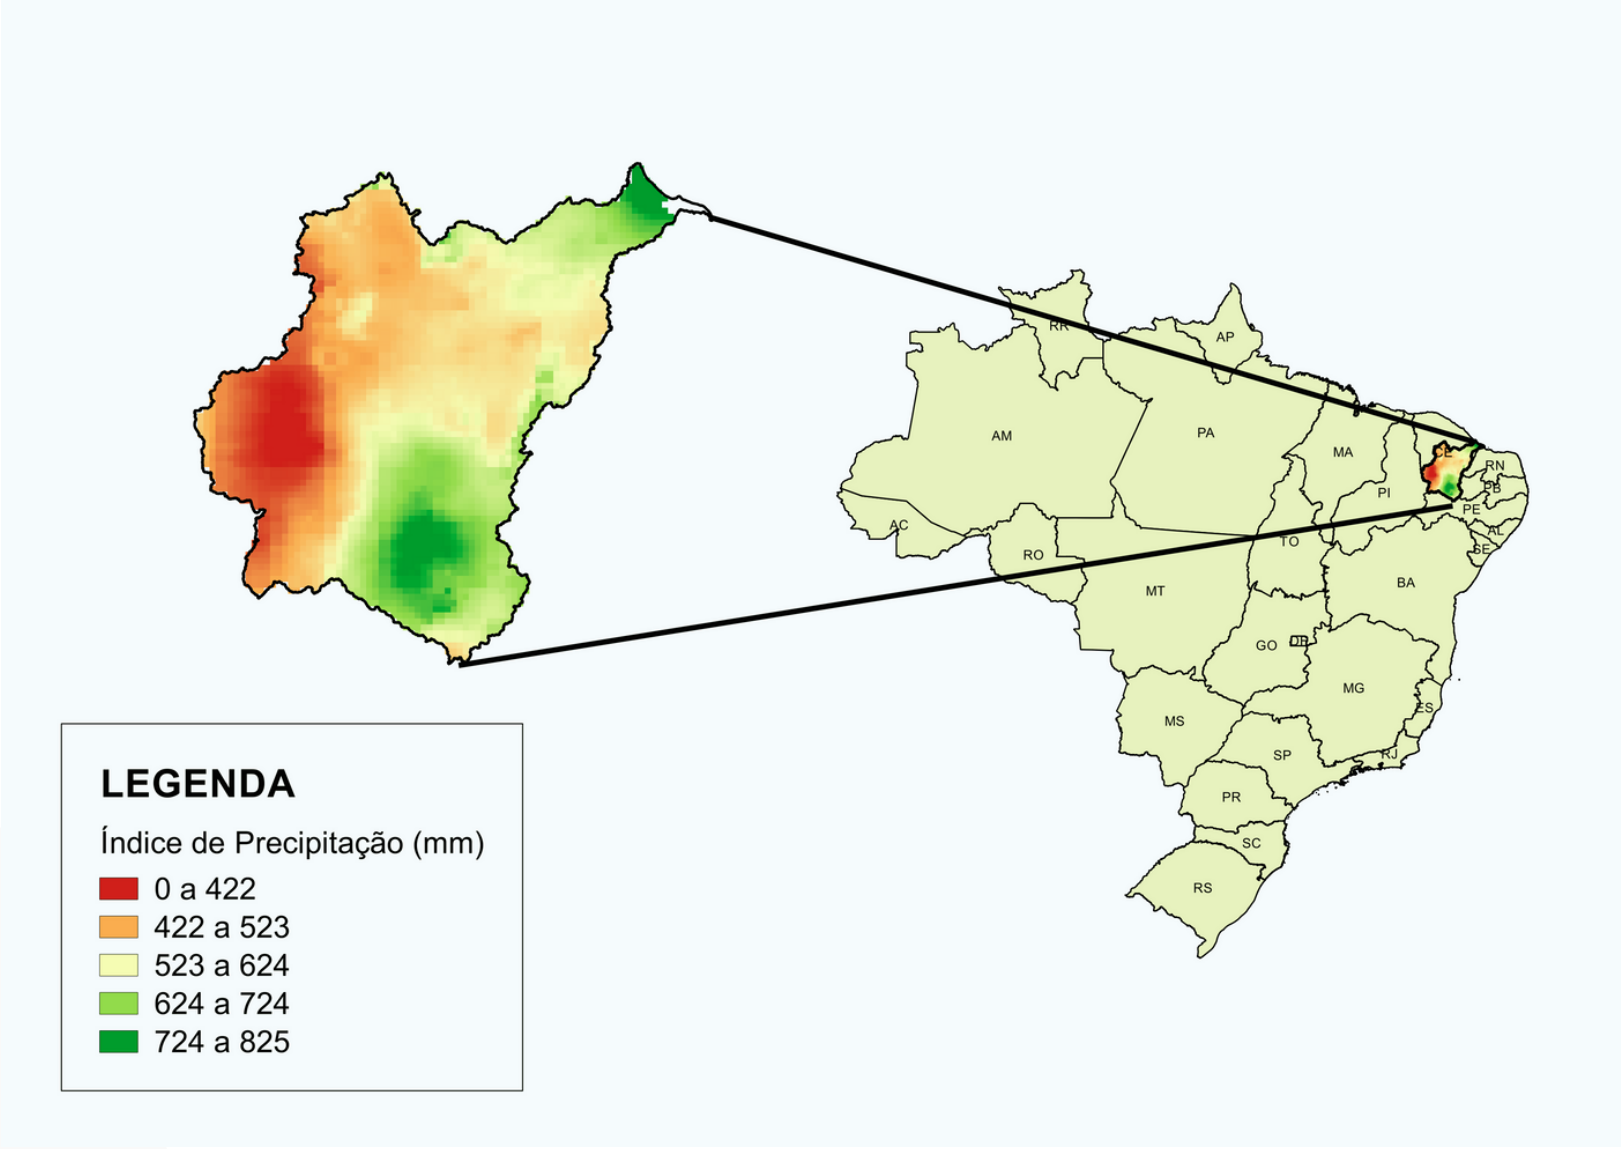 RR
AP
AM
PA
MA
CE
RN
PB
PI
PE
AL
AC
SE
RO
TO
BA
MT
GO
DF
MG
MS
ES
SP
RJ
PR
SC
RS
LEGENDA
Índice de Precipitação (mm)
0 a 422
422 a 523
523 a 624
624 a 724
724 a 825